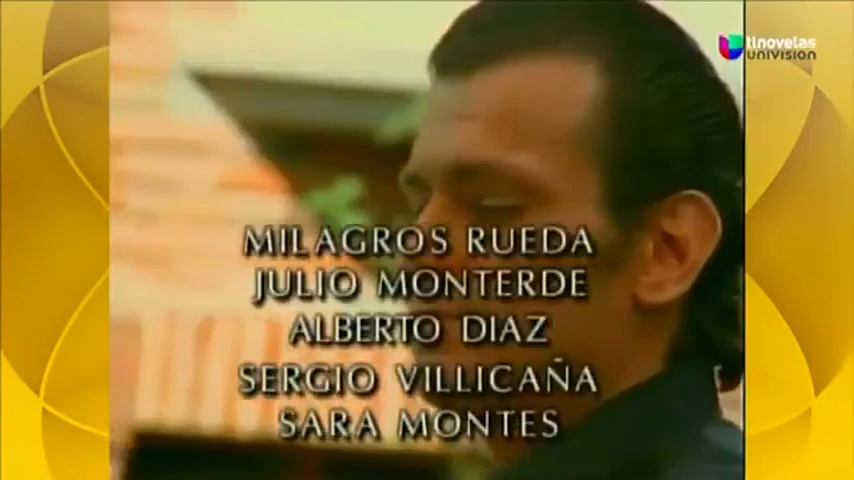 tlnovelas
univision
MILAGROS RUEDA
JULIO MONTERDE
ALBERTO DIAZ
SERGIO VILLICAÑA
SARA MONTES